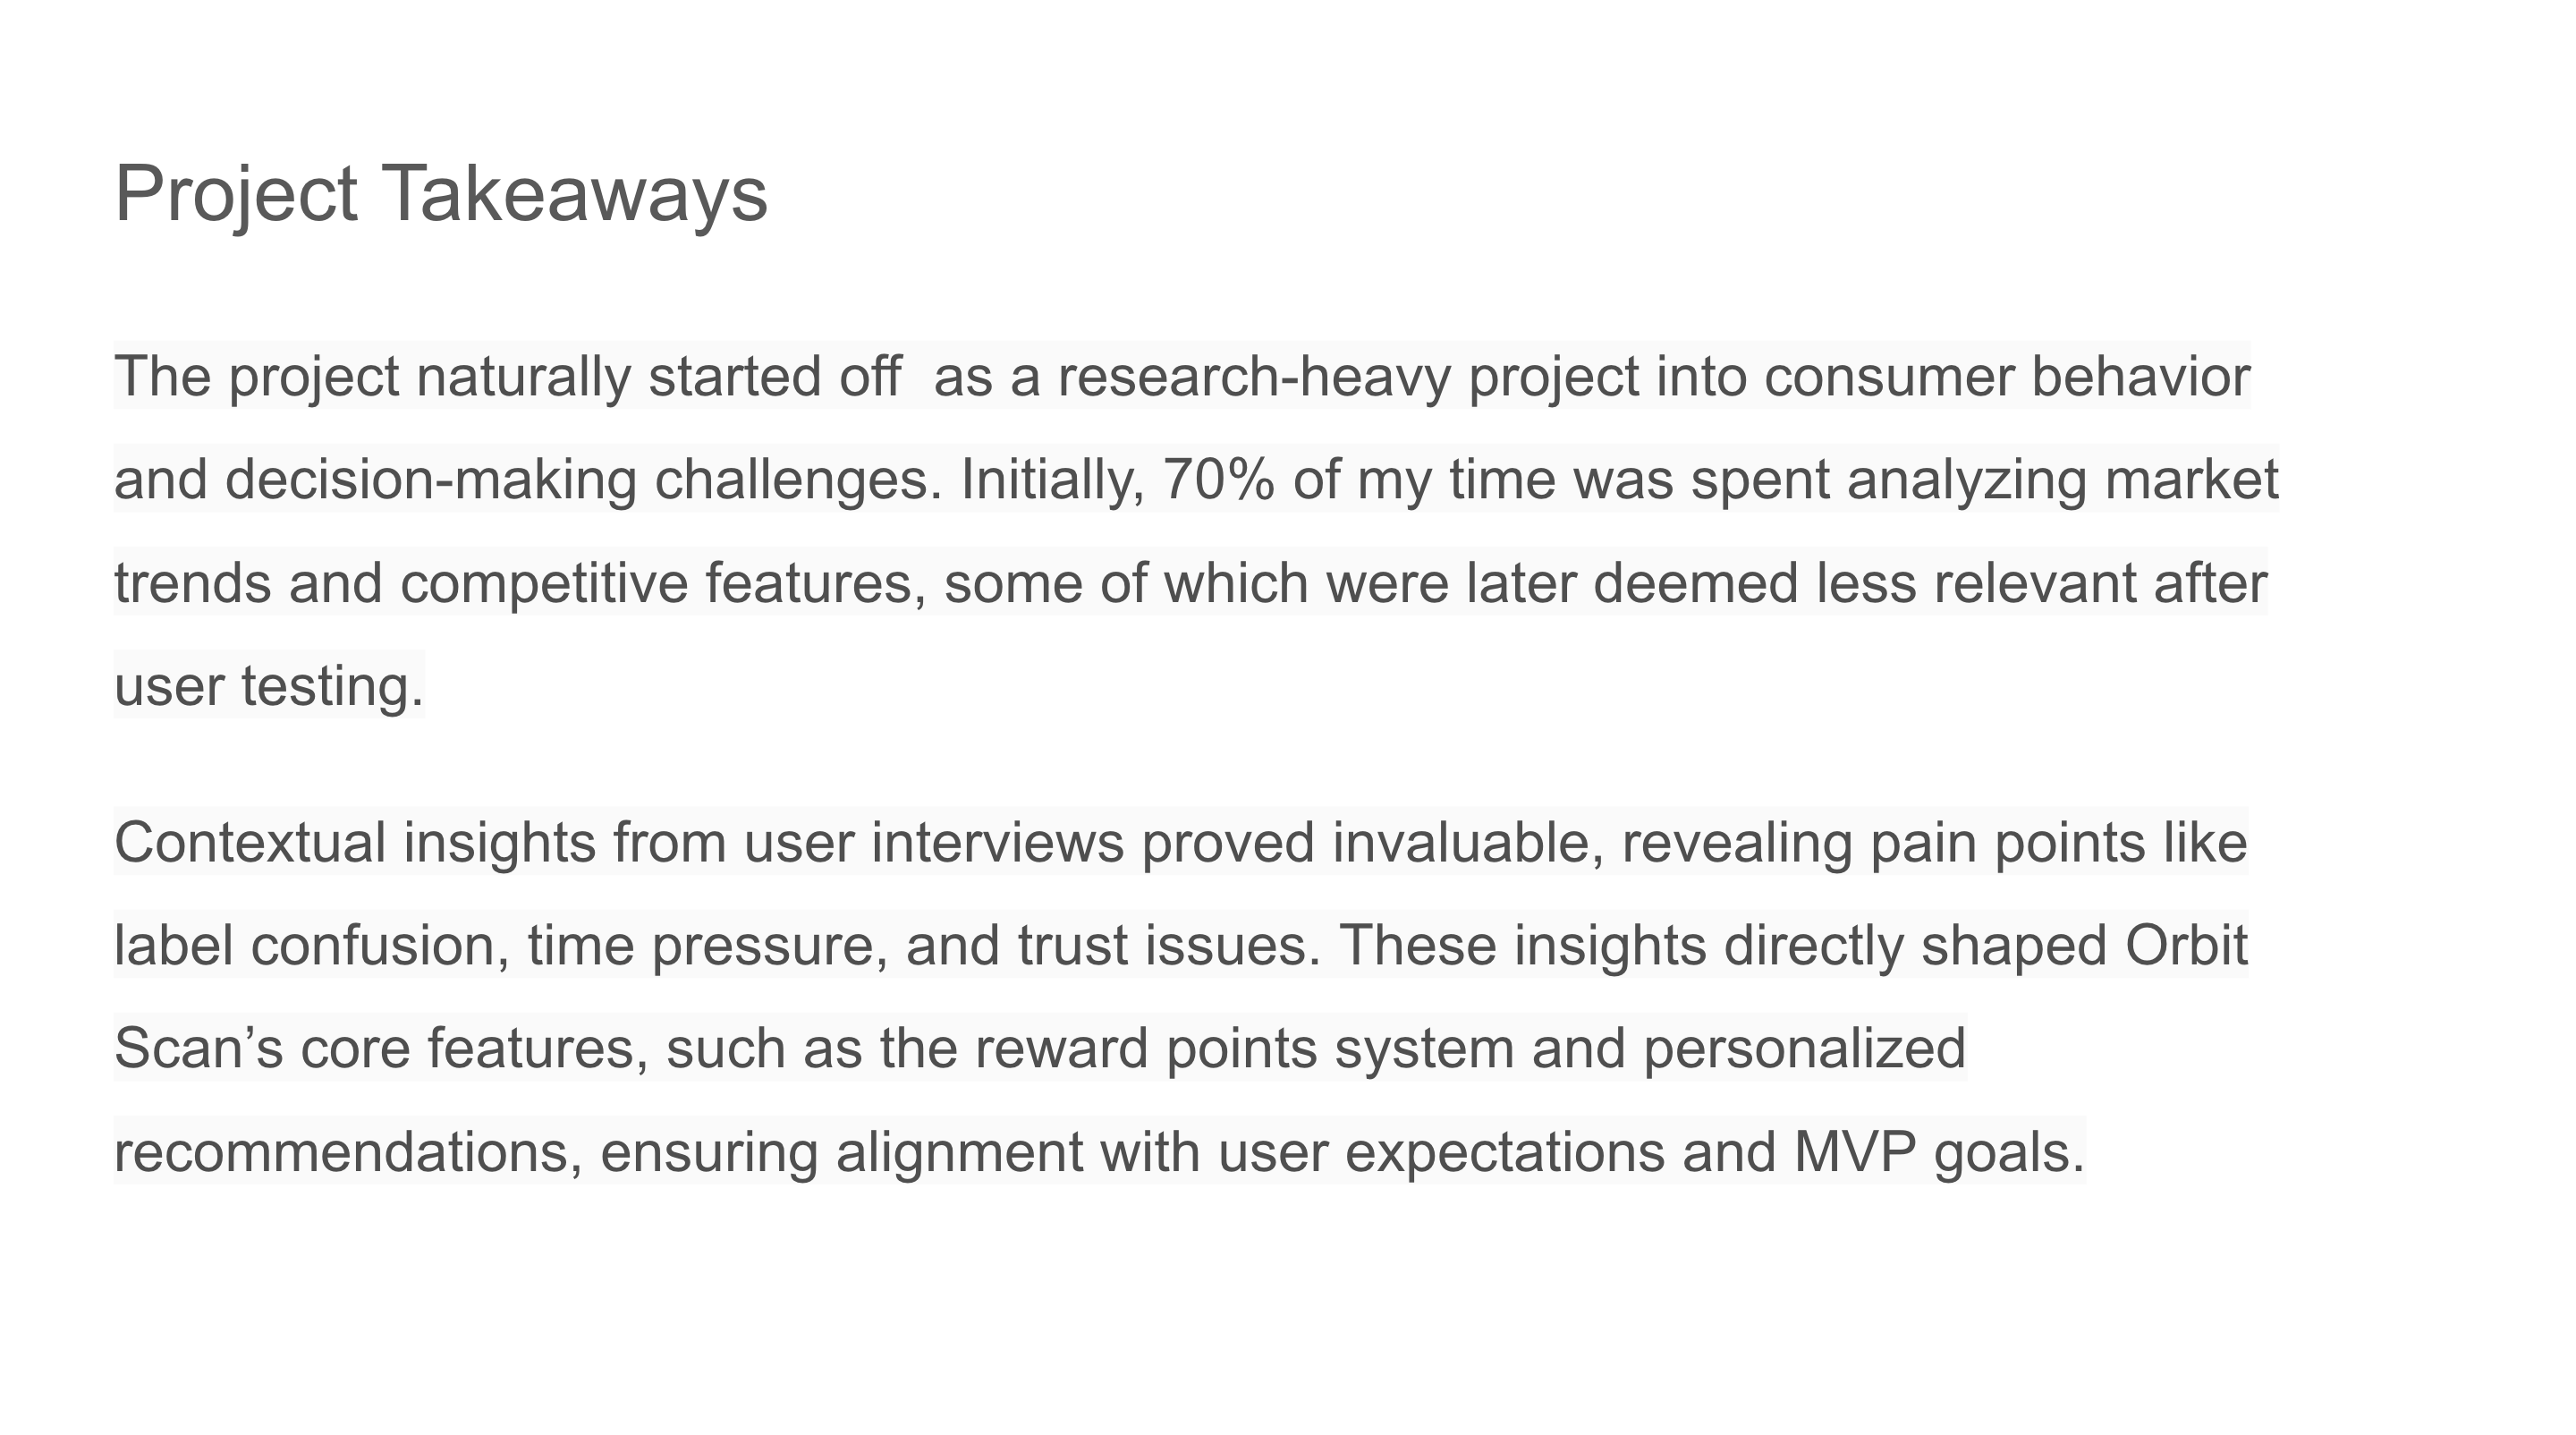 Project Takeaways
The project naturally started off  as a research-heavy project into consumer behavior
and decision-making challenges. Initially, 70% of my time was spent analyzing market
trends and competitive features, some of which were later deemed less relevant after
user testing.
Contextual insights from user interviews proved invaluable, revealing pain points like
label confusion, time pressure, and trust issues. These insights directly shaped Orbit
Scan’s core features, such as the reward points system and personalized
recommendations, ensuring alignment with user expectations and MVP goals.